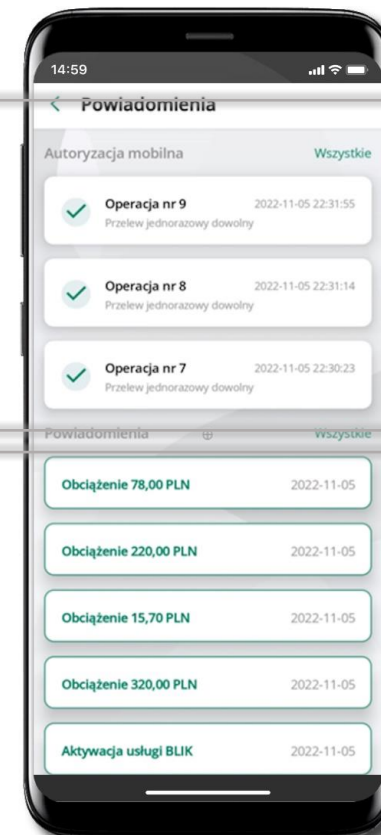 14:59
Powiadomienia
Autoryzacja mobilna Wszystkie
Operacja nr 9 2022-11-05 22:31:55
Przelew jednorazowy dowolny
Operacja nr 8 2022-11-05 22:31:14
Przelew jednorazowy dowolny
Operacja nr 7 2022-11-05 22:30:23
Przelew jednorazowy dowolny
Powiadomienia Wszystkie
Obciążenie 78,00 PLN 2022-11-05
Obciążenie 220,00 PLN 2022-11-05
Obciążenie 15,70 PLN 2022-11-05
Obciążenie 320,00 PLN 2022-11-05
Aktywacja usługi BLIK 2022-11-05